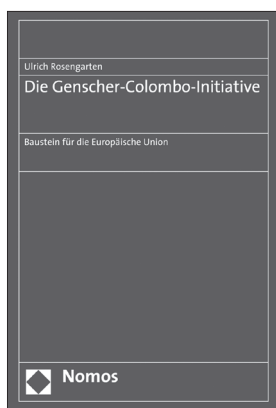 Ulrich Rosengarten
Die Genscher-Colombo-Initiative
Baustein für die Europäische Union
Nomos